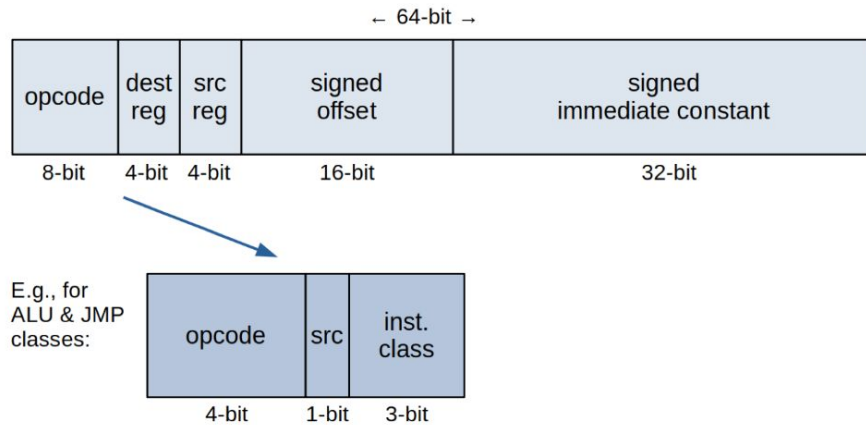 ← 64-bit →
opcode
dest
reg
src
reg
signed
offset
signed
immediate constant
8-bit
4-bit
4-bit
16-bit
32-bit
E.g., for
ALU & JMP
classes:
opcode
src
inst.
class
4-bit
1-bit
3-bit